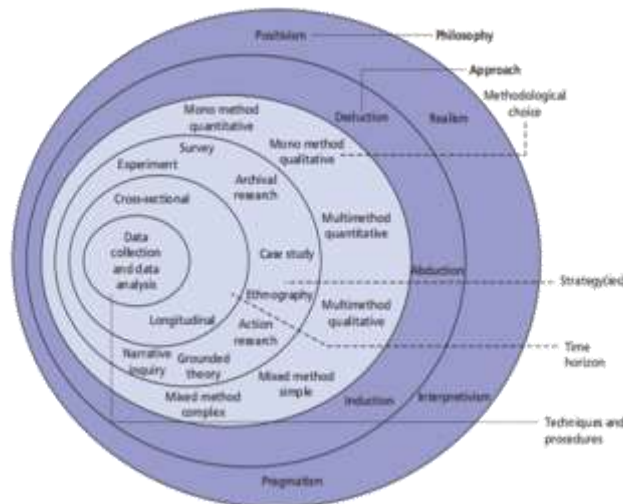 Positivism
Philosophy
Approach
Methodological
choice
Mono method
quantitative
Deduction
Realism
Survey
Mono method
qualitative
Experiment
Archival
research
Cross-sectional
Multimethod
quantitative
Data
collection
and data
analysis
Case study
Abduction
Strategy(ies)
Ethnography
Multimethod
qualitative
Longitudinal
Action
research
Time
horizon
Narrative
inquiry
Grounded
theory
Mixed method
simple
Mixed method
complex
Induction
Interpretivism
Techniques and
procedures
Pragmatism